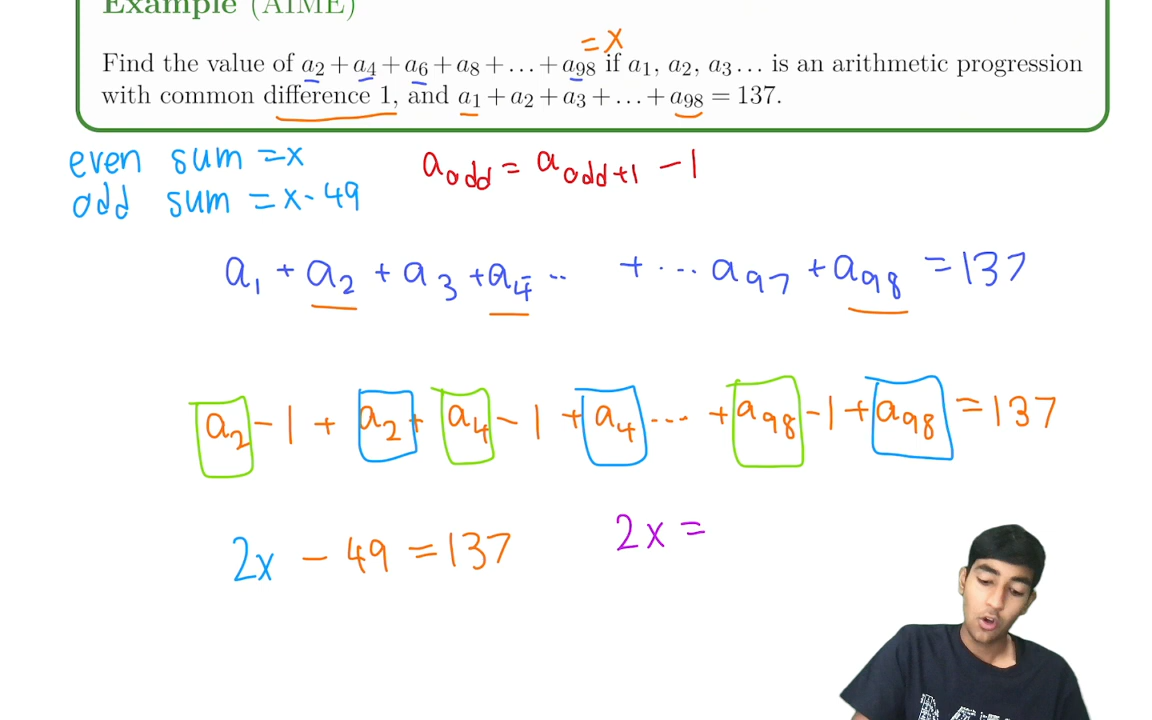 Example (AIME)
= x
Find the value of a₂ + a₄ + a₆ + a₈ + … + a₉₈ if a₁, a₂, a₃ … is an arithmetic progression
with common difference 1, and a₁ + a₂ + a₃ + … + a₉₈ = 137.
even sum = x
odd sum = x - 49
a_odd = a_odd+1 - 1
a₁ + a₂ + a₃ + a₄ .. + ... a₉₇ + a₉₈ = 137
a₂ - 1 + a₂ + a₄ - 1 + a₄ ... + a₉₈ - 1 + a₉₈ = 137
2x - 49 = 137
2x =